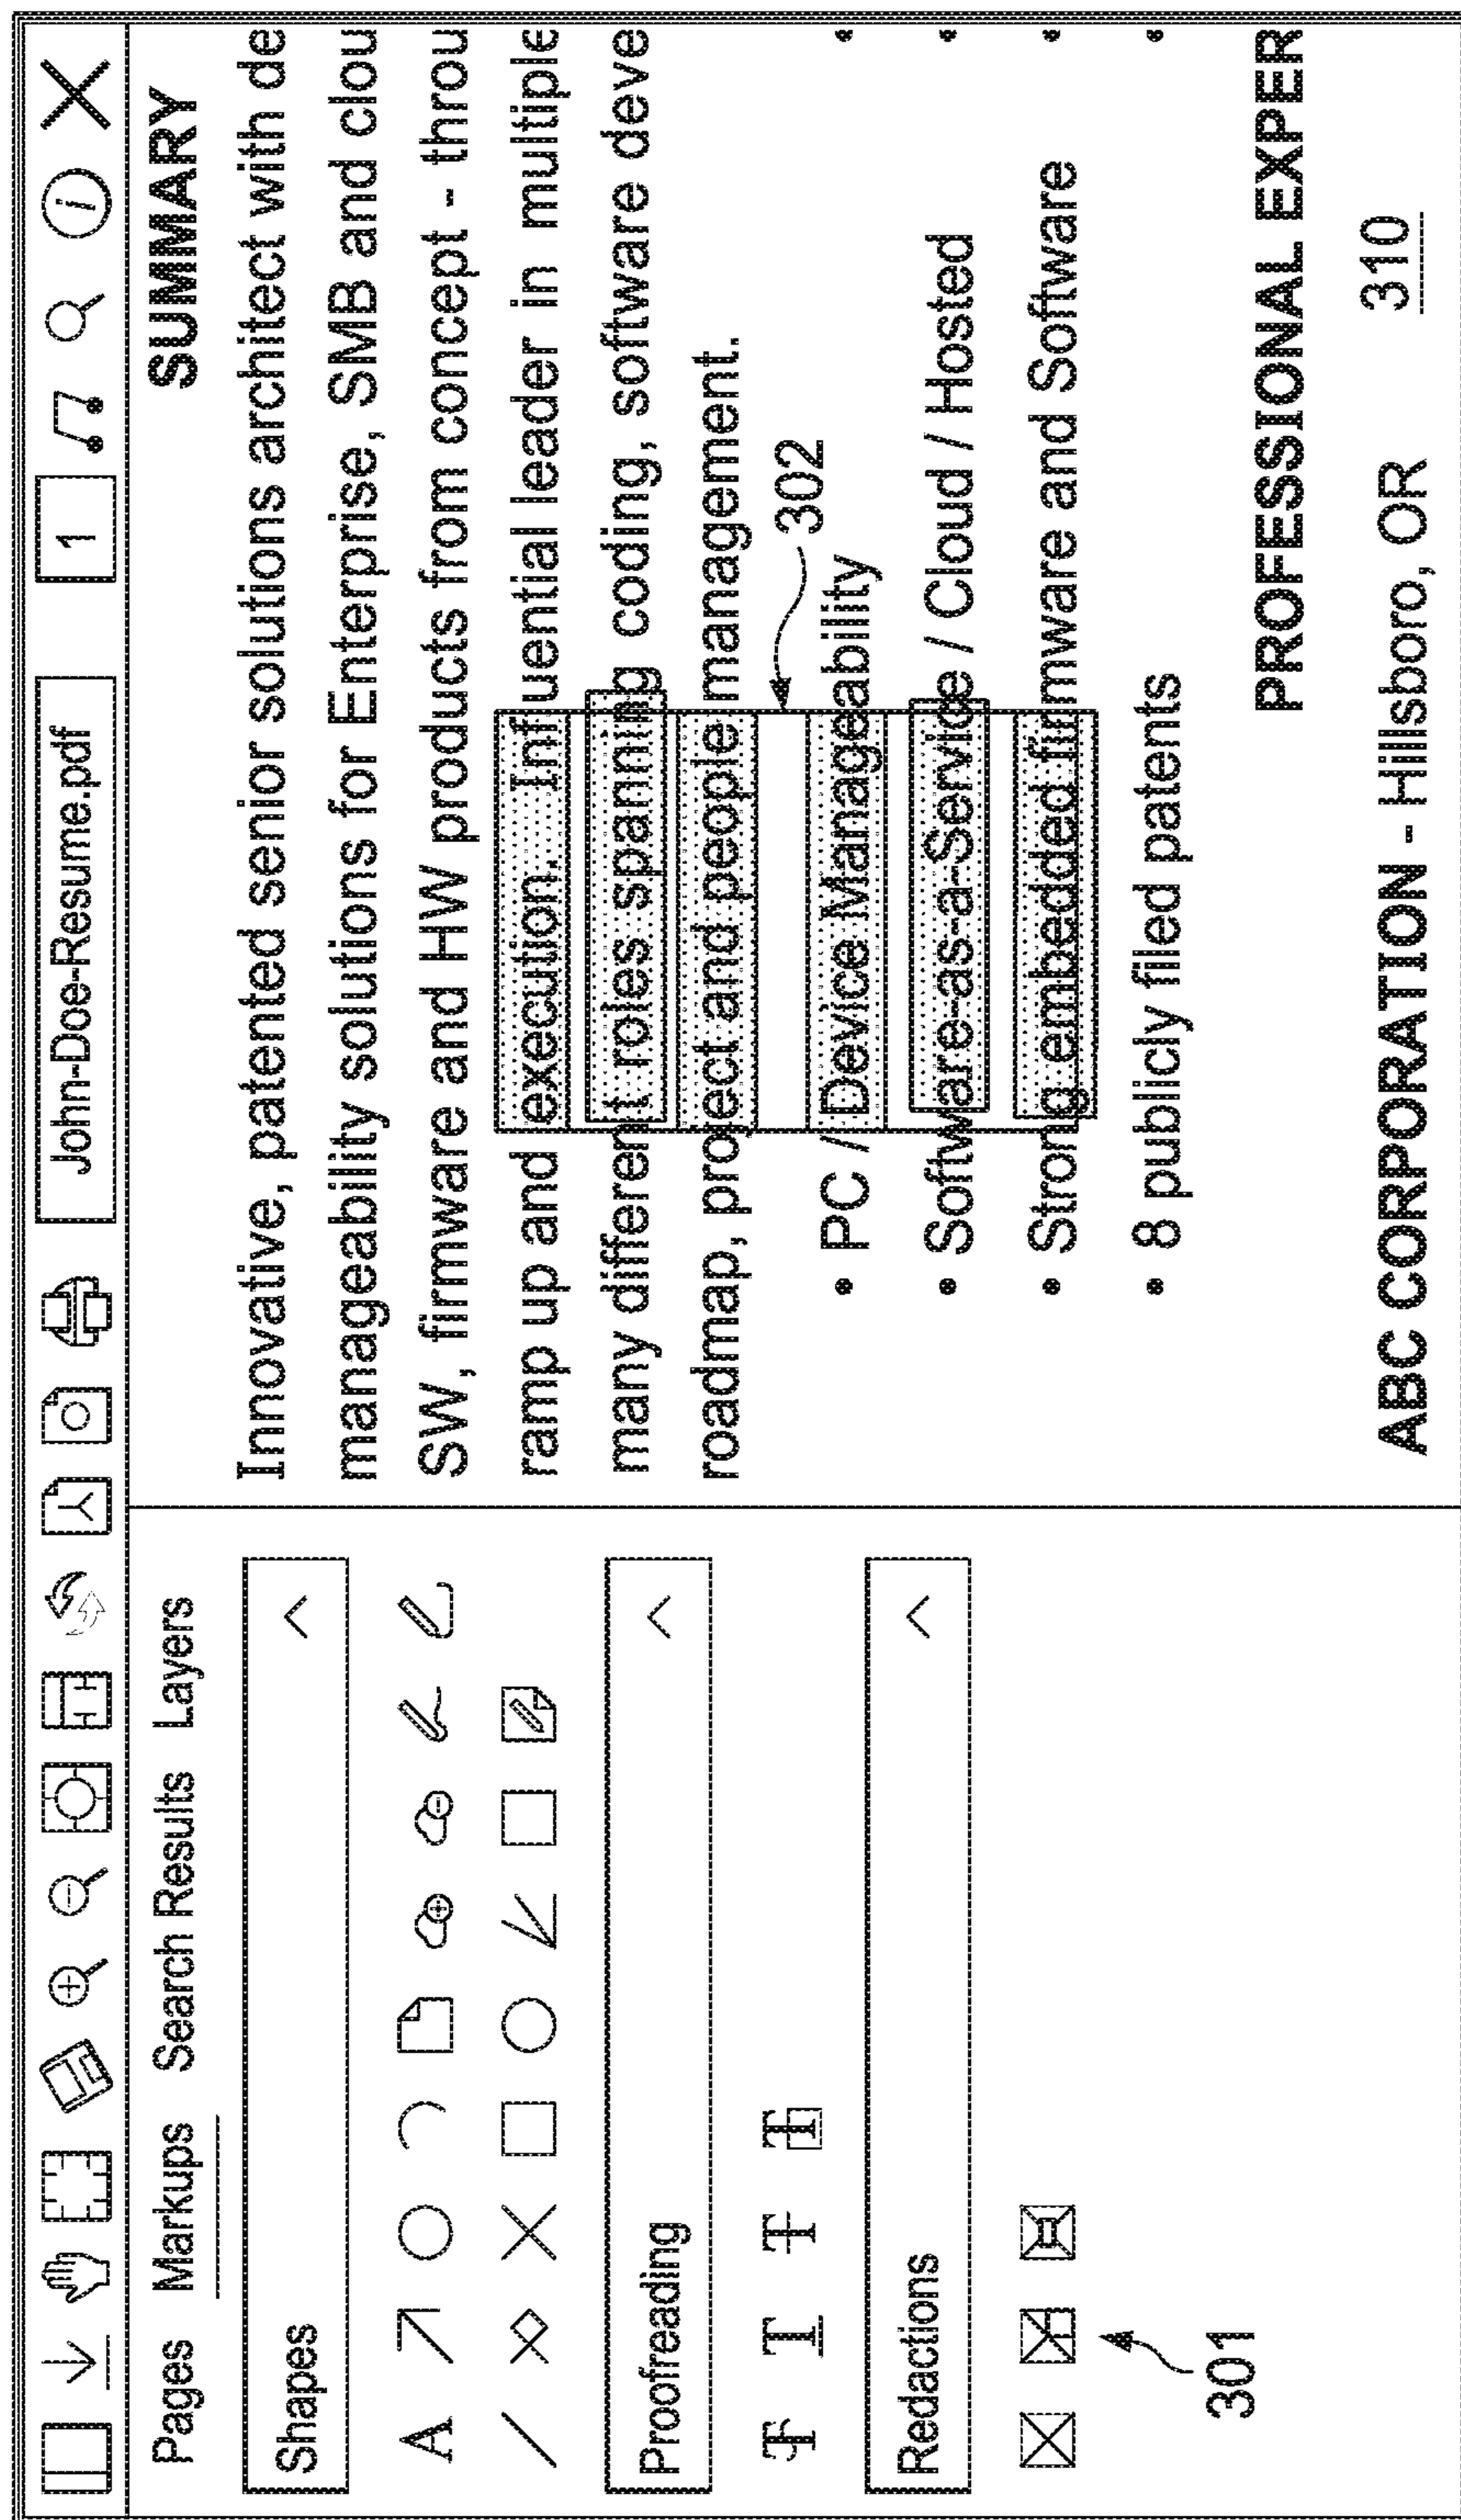 John-Doe-Resume.pdf
1
i
Pages Markups Search Results Layers
Shapes
A
Proofreading
T T T T
Redactions
301
SUMMARY
Innovative, patented senior solutions architect with de
manageability solutions for Enterprise, SMB and clou
SW, firmware and HW products from concept - throu
ramp up and execution. Inf uential leader in multiple
many different roles spanning coding, software deve
roadmap, project and people management.
302
• PC / Device Manageability •
• Software-as-a-Service / Cloud / Hosted •
• Strong embedded firmware and Software •
• 8 publicly filed patents •
PROFESSIONAL EXPER
ABC CORPORATION - Hillsboro, OR
310